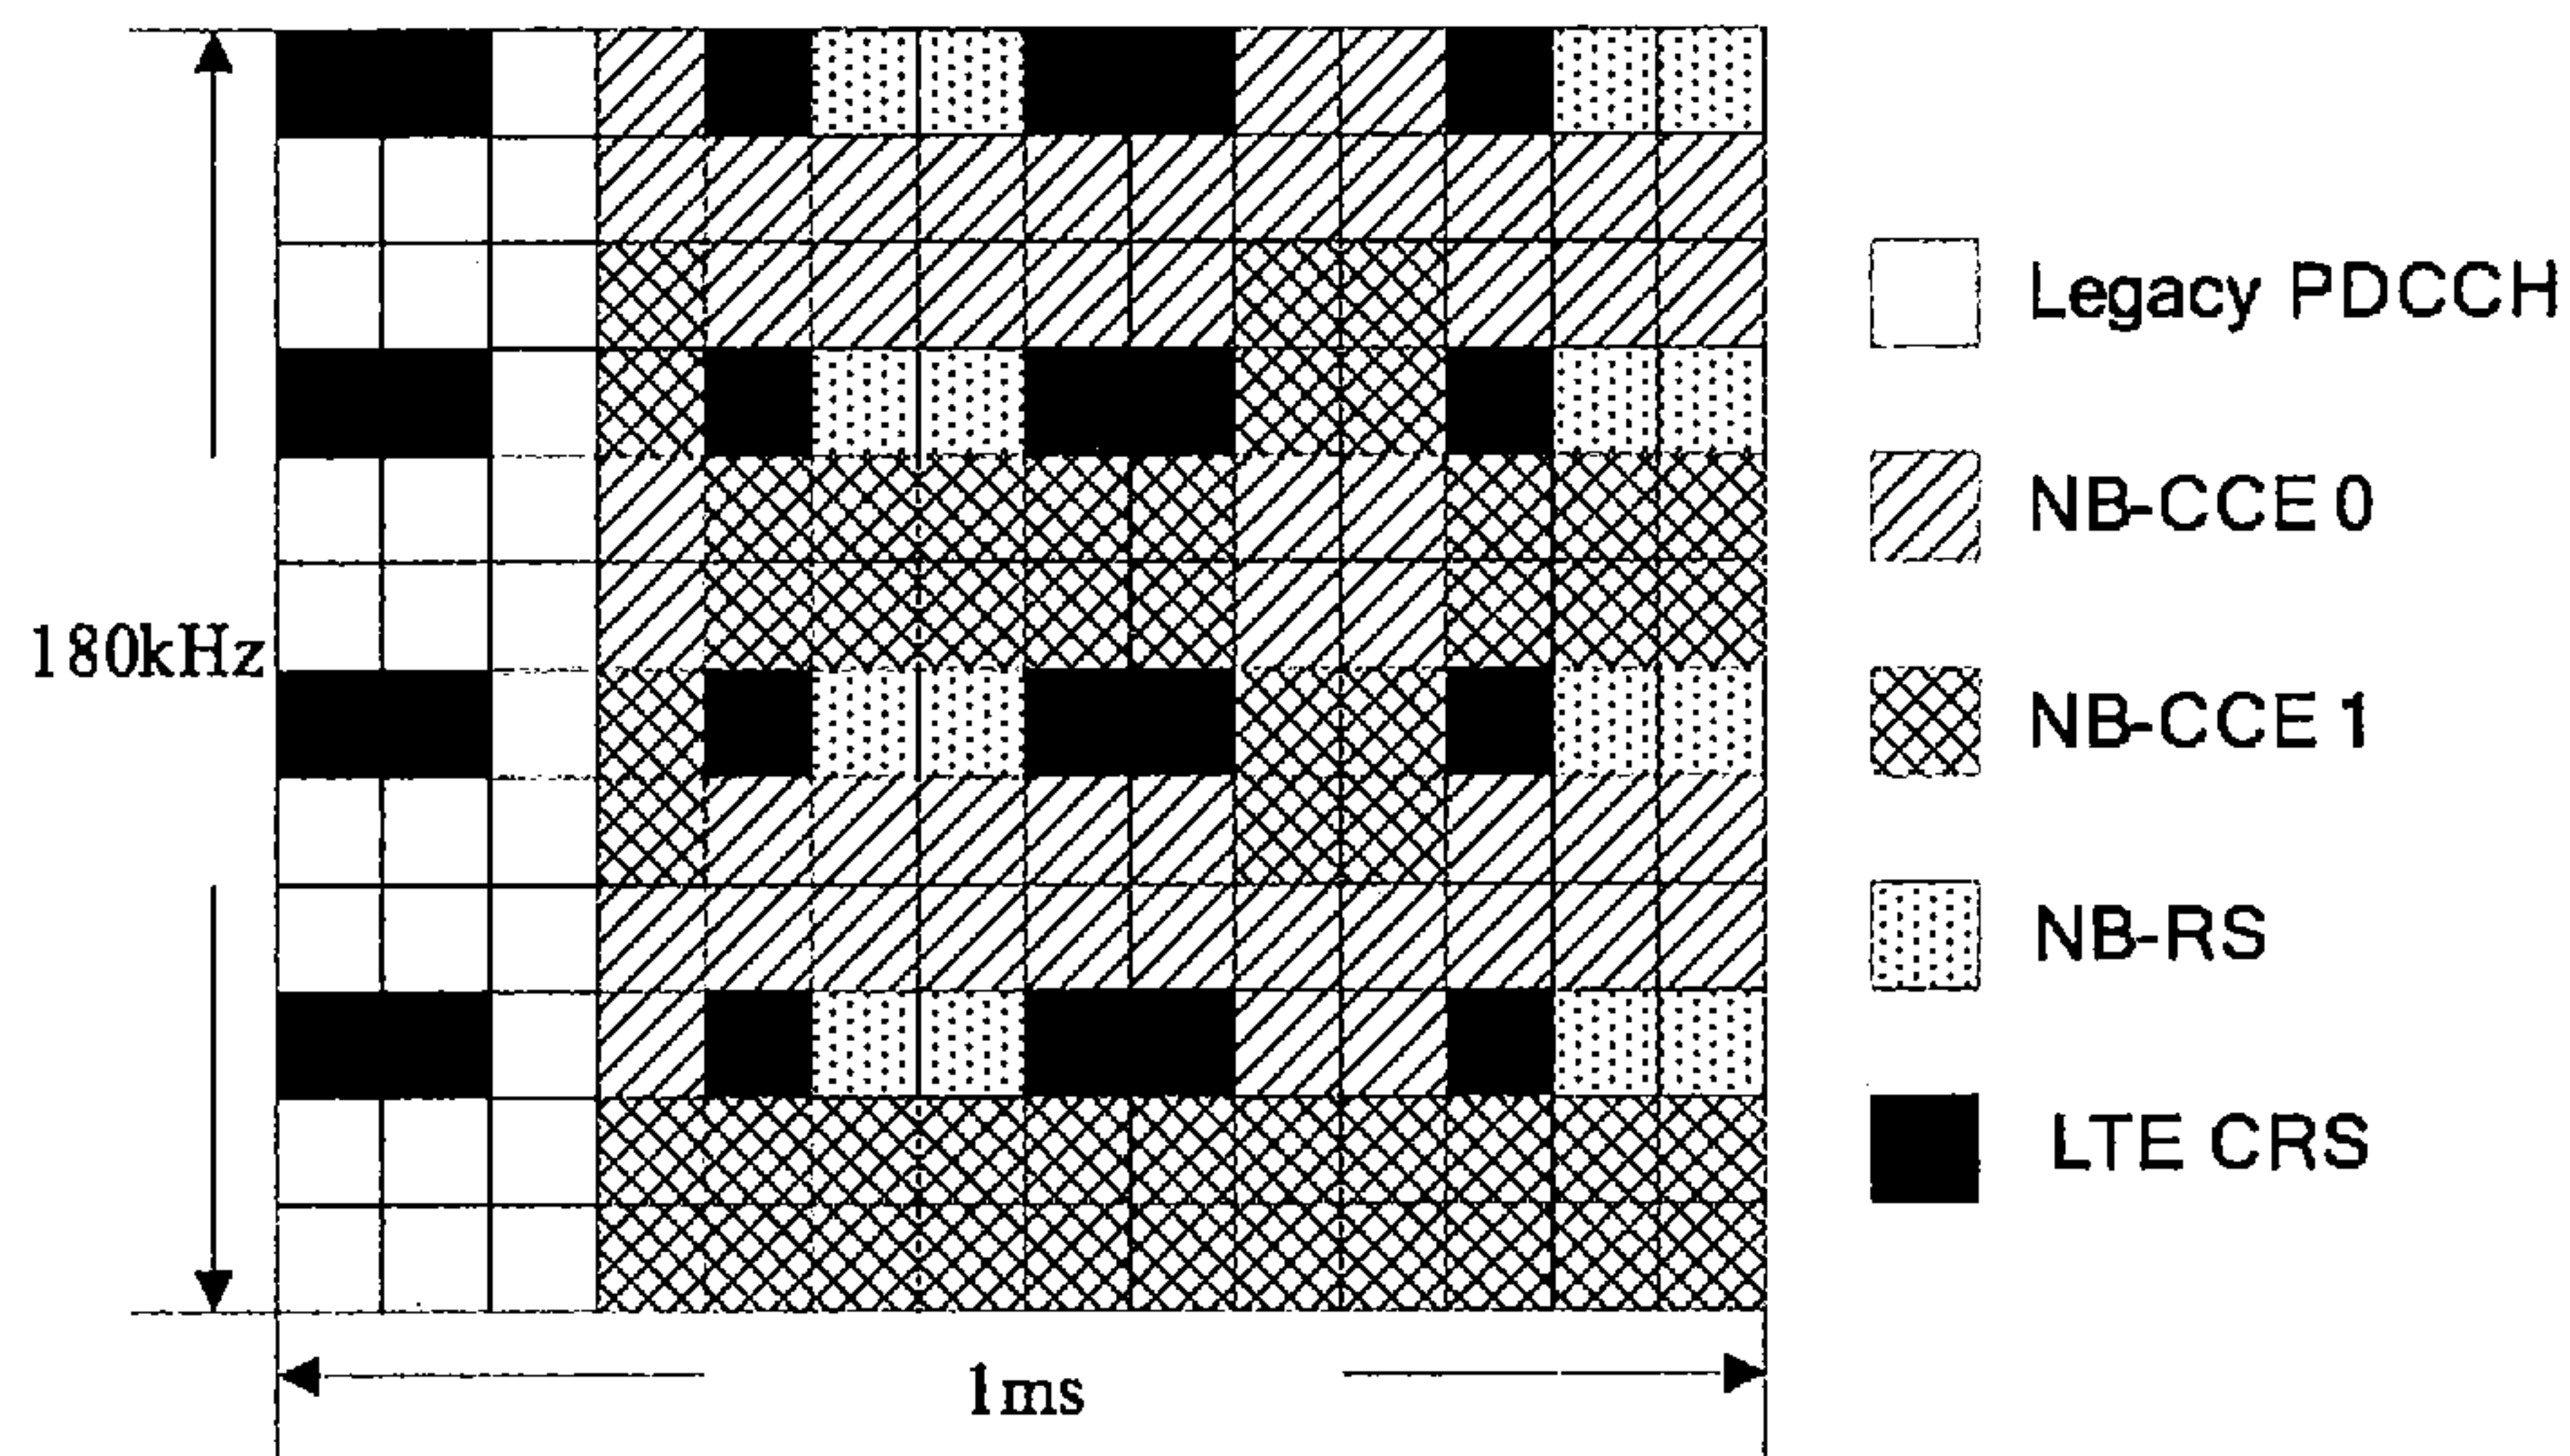 180kHz
1ms
Legacy PDCCH
NB-CCE 0
NB-CCE 1
NB-RS
LTE CRS